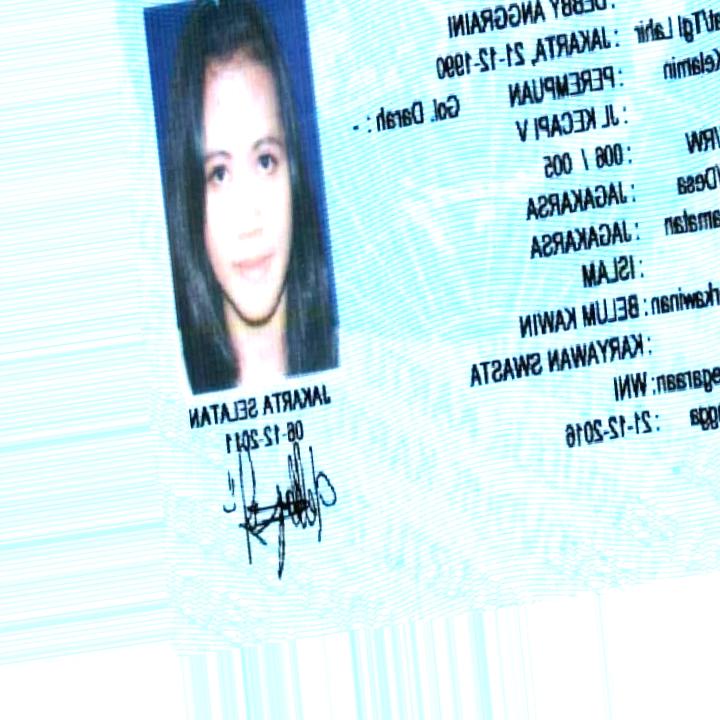 : DEBBY ANGGRAINI
at/Tgl Lahir : JAKARTA, 21-12-1990
Kelamin : PEREMPUAN Gol. Darah : -
: JL KECAPI V
/RW : 006 / 005
/Desa : JAGAKARSA
amatan : JAGAKARSA
: ISLAM
rkawinan : BELUM KAWIN
: KARYAWAN SWASTA
egaraan: WNI
ngga : 21-12-2016
JAKARTA SELATAN
06-12-2011